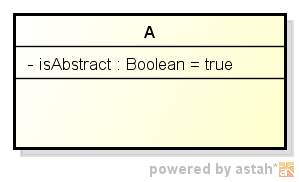 A
- isAbstract : Boolean = true
powered by astah*